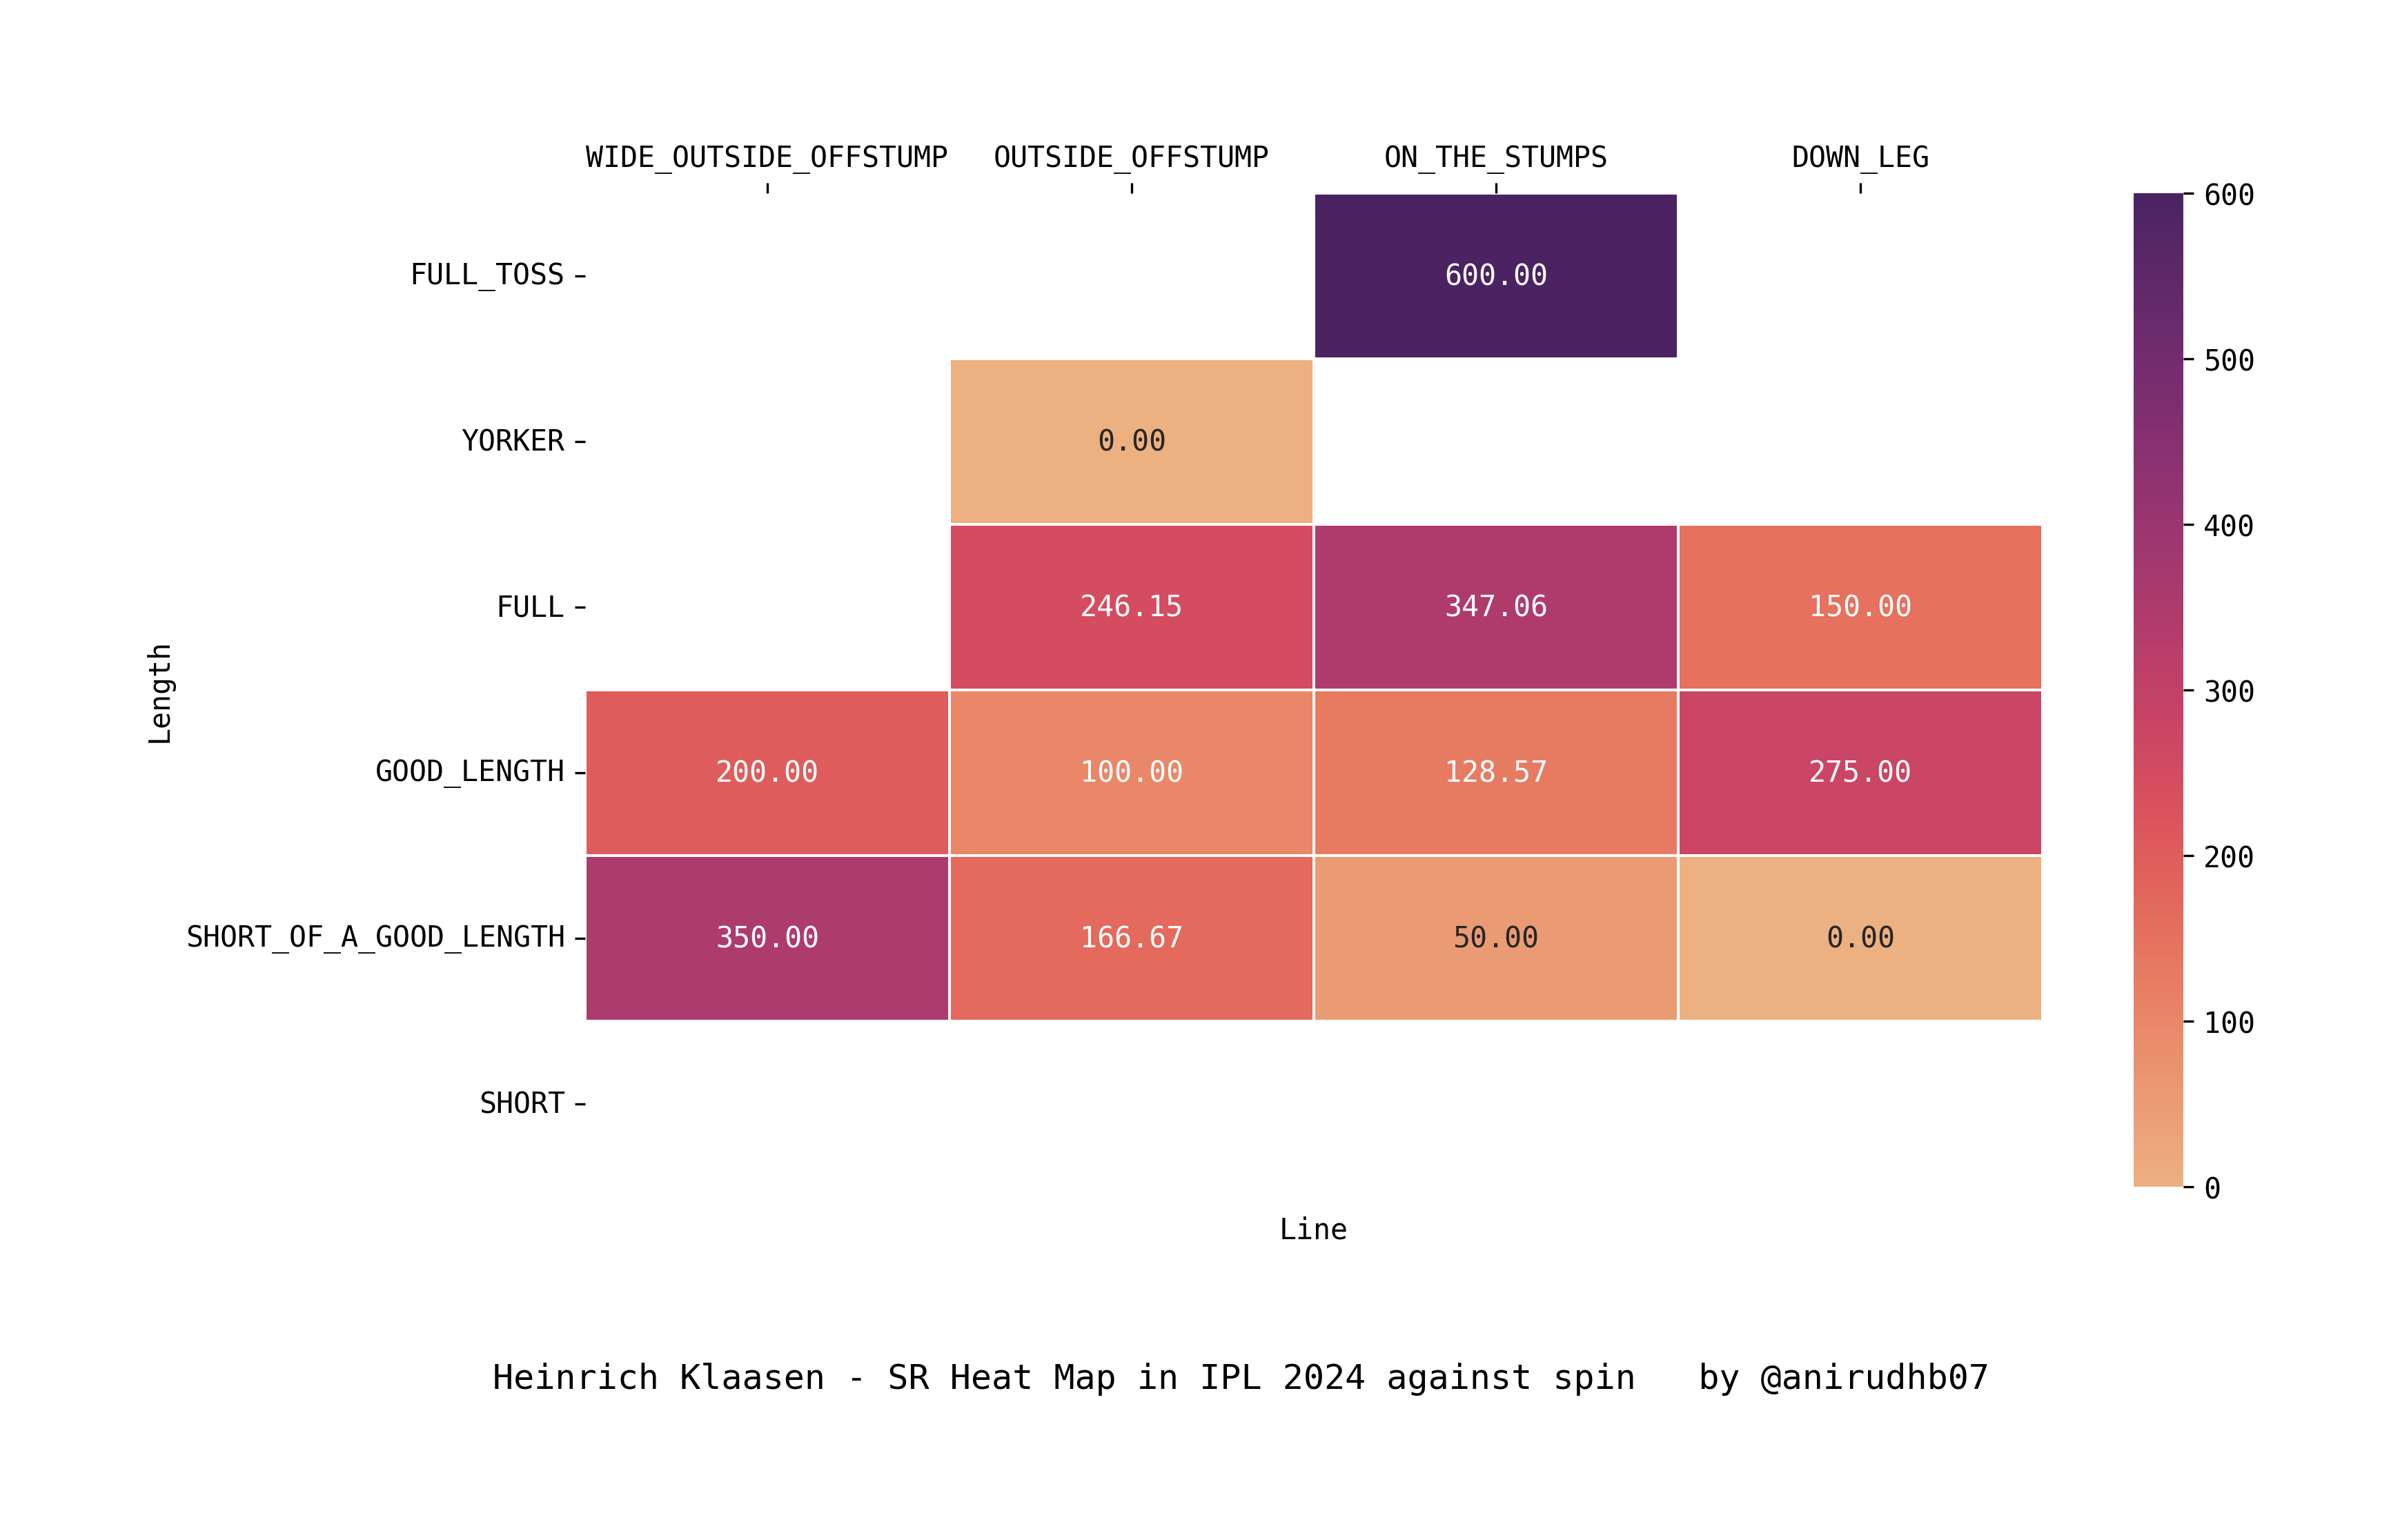 WIDE_OUTSIDE_OFFSTUMP OUTSIDE_OFFSTUMP ON_THE_STUMPS DOWN_LEG
600
FULL_TOSS 600.00
500
YORKER 0.00
400
FULL 246.15 347.06 150.00
Length
300
GOOD_LENGTH 200.00 100.00 128.57 275.00
200
SHORT_OF_A_GOOD_LENGTH 350.00 166.67 50.00 0.00
100
SHORT
0
Line
Heinrich Klaasen - SR Heat Map in IPL 2024 against spin by @anirudhb07